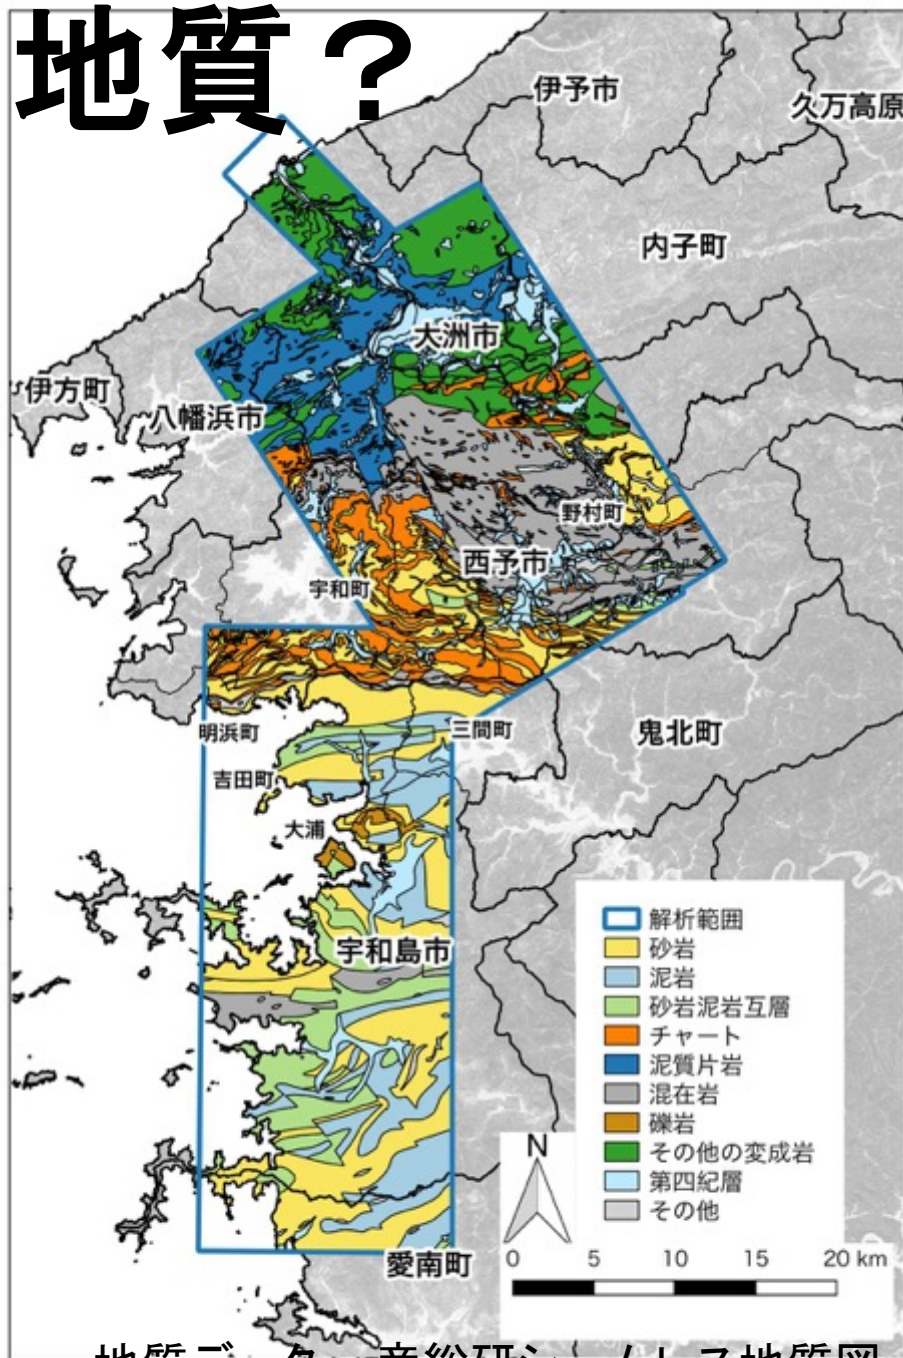 地質？
伊予市
久万高原
内子町
大洲市
伊方町
八幡浜市
野村町
西予市
宇和町
明浜町
三間町
鬼北町
吉田町
大浦
宇和島市
愛南町
解析範囲
砂岩
泥岩
砂岩泥岩互層
チャート
泥質片岩
混在岩
礫岩
その他の変成岩
第四紀層
その他
N
0 5 10 15 20 km